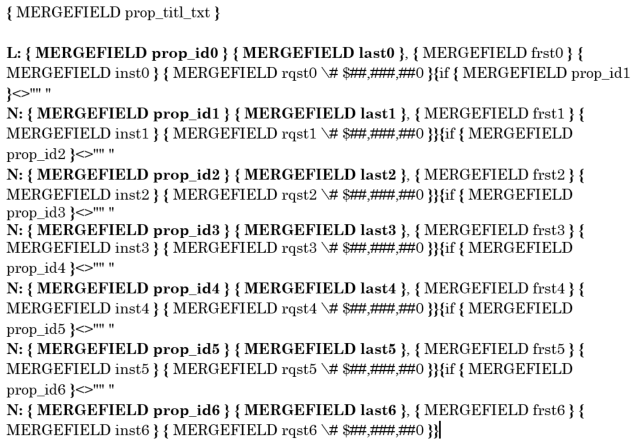 { MERGEFIELD prop_titl_txt }
L: { MERGEFIELD prop_id0 } { MERGEFIELD last0 }, { MERGEFIELD frst0 } {
MERGEFIELD inst0 } { MERGEFIELD rqst0 \# $##,###,##0 }{if { MERGEFIELD prop_id1
}<>"" "
N: { MERGEFIELD prop_id1 } { MERGEFIELD last1 }, { MERGEFIELD frst1 } {
MERGEFIELD inst1 } { MERGEFIELD rqst1 \# $##,###,##0 }}{if { MERGEFIELD
prop_id2 }<>"" "
N: { MERGEFIELD prop_id2 } { MERGEFIELD last2 }, { MERGEFIELD frst2 } {
MERGEFIELD inst2 } { MERGEFIELD rqst2 \# $##,###,##0 }}{if { MERGEFIELD
prop_id3 }<>"" "
N: { MERGEFIELD prop_id3 } { MERGEFIELD last3 }, { MERGEFIELD frst3 } {
MERGEFIELD inst3 } { MERGEFIELD rqst3 \# $##,###,##0 }}{if { MERGEFIELD
prop_id4 }<>"" "
N: { MERGEFIELD prop_id4 } { MERGEFIELD last4 }, { MERGEFIELD frst4 } {
MERGEFIELD inst4 } { MERGEFIELD rqst4 \# $##,###,##0 }}{if { MERGEFIELD
prop_id5 }<>"" "
N: { MERGEFIELD prop_id5 } { MERGEFIELD last5 }, { MERGEFIELD frst5 } {
MERGEFIELD inst5 } { MERGEFIELD rqst5 \# $##,###,##0 }}{if { MERGEFIELD
prop_id6 }<>"" "
N: { MERGEFIELD prop_id6 } { MERGEFIELD last6 }, { MERGEFIELD frst6 } {
MERGEFIELD inst6 } { MERGEFIELD rqst6 \# $##,###,##0 }}